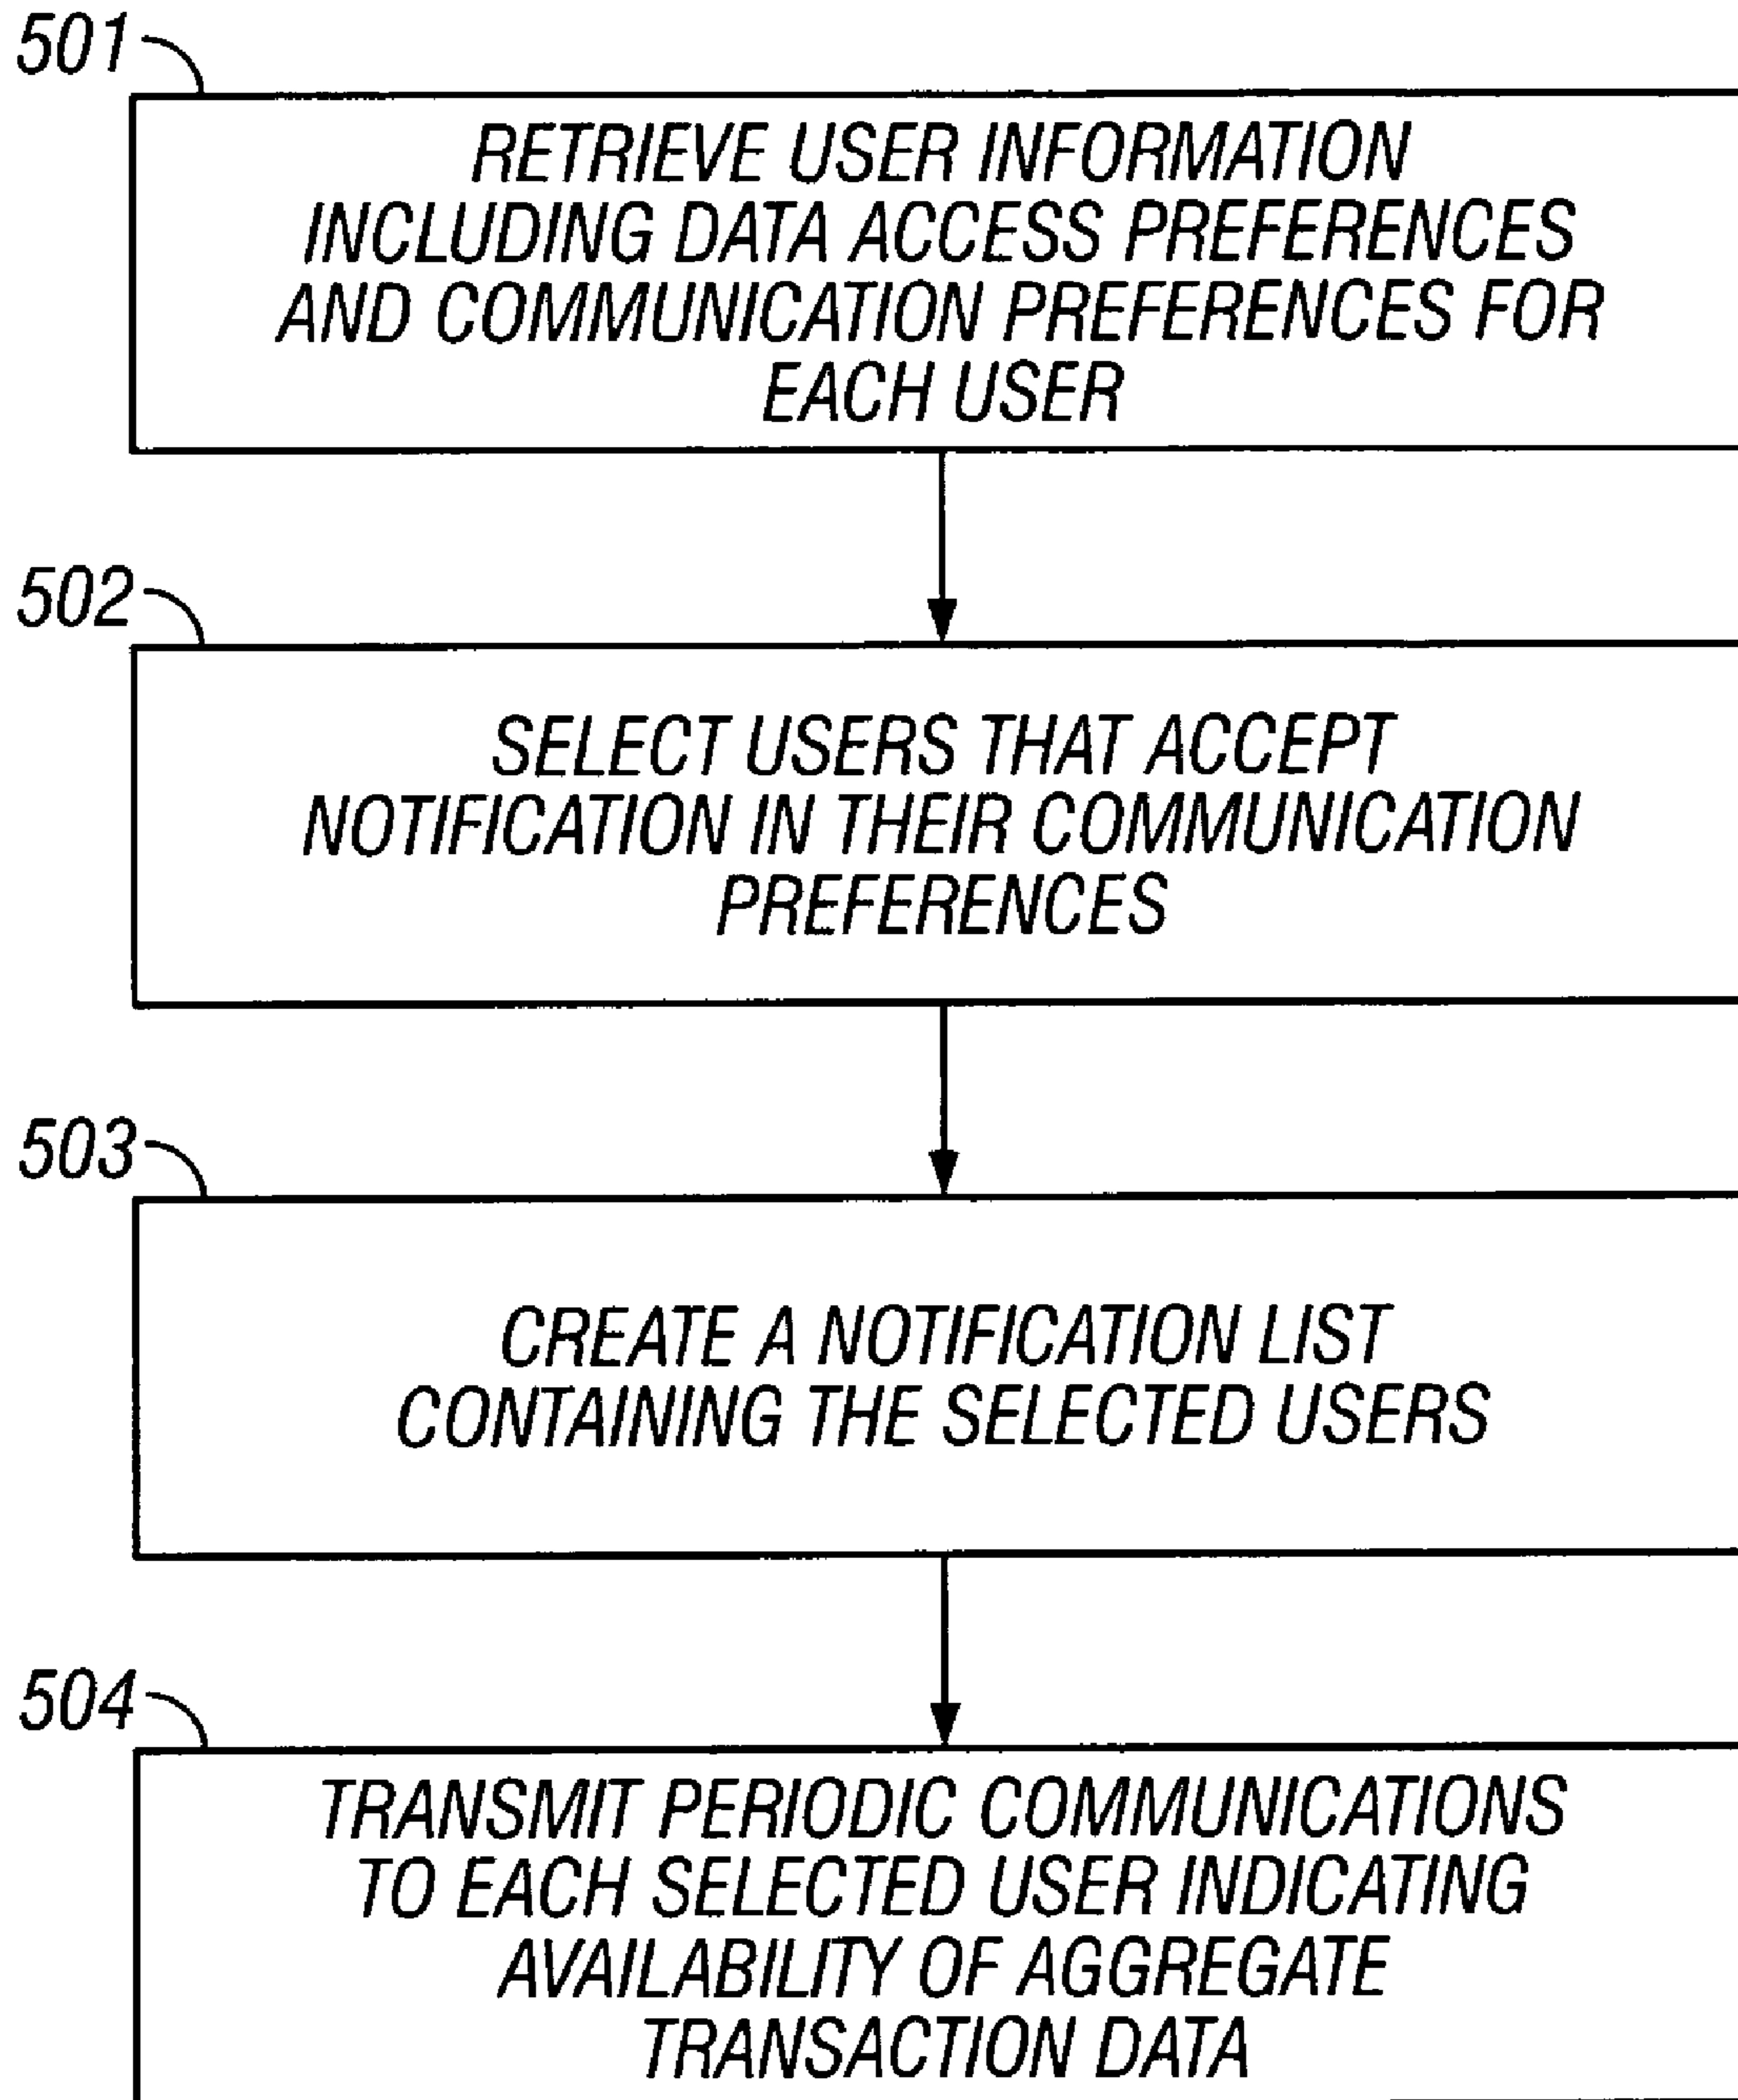 501
RETRIEVE USER INFORMATION
INCLUDING DATA ACCESS PREFERENCES
AND COMMUNICATION PREFERENCES FOR
EACH USER
502
SELECT USERS THAT ACCEPT
NOTIFICATION IN THEIR COMMUNICATION
PREFERENCES
503
CREATE A NOTIFICATION LIST
CONTAINING THE SELECTED USERS
504
TRANSMIT PERIODIC COMMUNICATIONS
TO EACH SELECTED USER INDICATING
AVAILABILITY OF AGGREGATE
TRANSACTION DATA